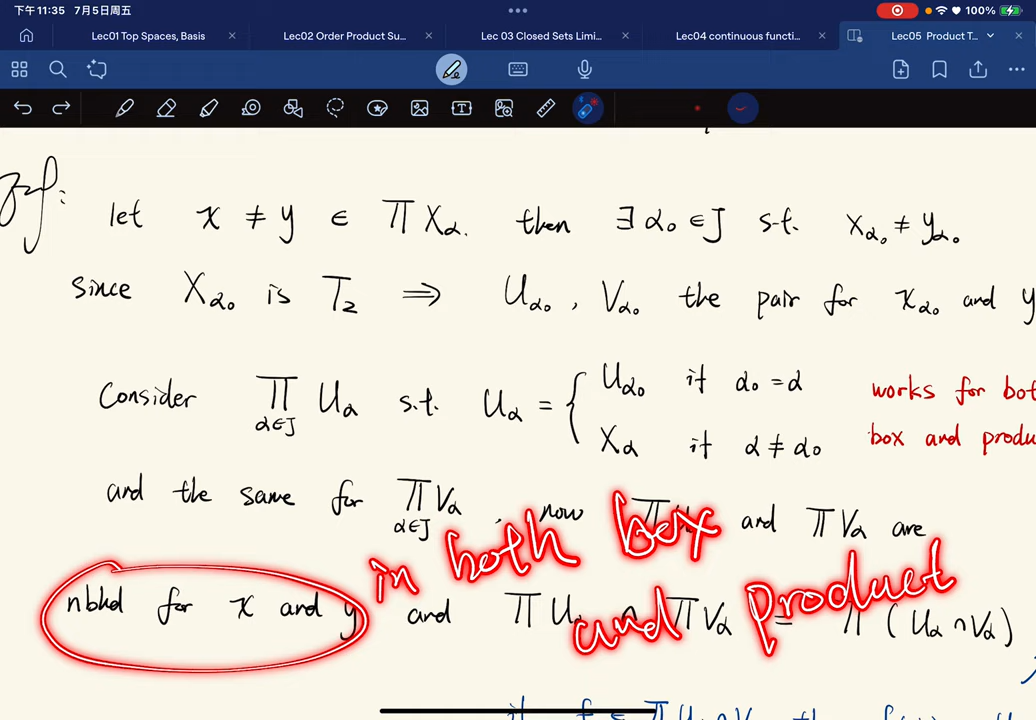 下午11:35 7月5日周五
100%
Lec01 Top Spaces, Basis
Lec02 Order Product Su...
Lec 03 Closed Sets Limi...
Lec04 continuous functi...
Lec05 Product T...
Pf:
let x ≠ y ∈ ΠXα. then ∃ α₀ ∈ J s.t. Xα₀ ≠ yα₀
Since Xα₀ is T₂ ⟹ Uα₀, Vα₀ the pair for xα₀ and y
Consider Π_{α∈J} Uα s.t. Uα = { Uα₀ if α₀ = α
Xα if α ≠ α₀
works for bot
box and produ
and the same for Π_{α∈J} Vα, now Π and ΠVα are
nbhd for x and y and ΠUα ∩ ΠVα = Π(Uα ∩ Vα)
in both box
and product